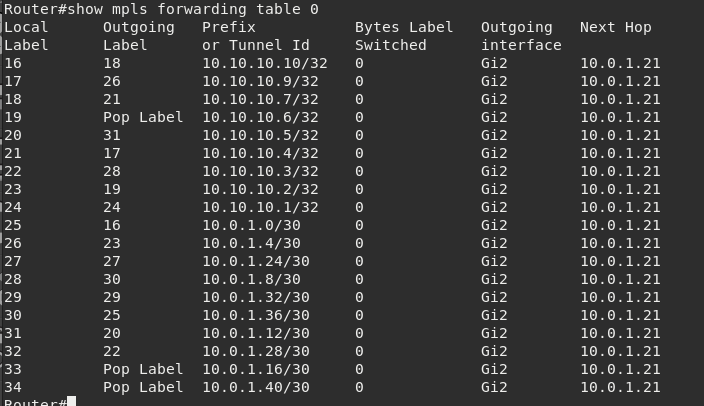 Router#show mpls forwarding table 0
Local      Outgoing   Prefix           Bytes Label   Outgoing   Next Hop
Label      Label      or Tunnel Id     Switched      interface
16         18         10.10.10.10/32   0             Gi2        10.0.1.21
17         26         10.10.10.9/32    0             Gi2        10.0.1.21
18         21         10.10.10.7/32    0             Gi2        10.0.1.21
19         Pop Label  10.10.10.6/32    0             Gi2        10.0.1.21
20         31         10.10.10.5/32    0             Gi2        10.0.1.21
21         17         10.10.10.4/32    0             Gi2        10.0.1.21
22         28         10.10.10.3/32    0             Gi2        10.0.1.21
23         19         10.10.10.2/32    0             Gi2        10.0.1.21
24         24         10.10.10.1/32    0             Gi2        10.0.1.21
25         16         10.0.1.0/30      0             Gi2        10.0.1.21
26         23         10.0.1.4/30      0             Gi2        10.0.1.21
27         27         10.0.1.24/30     0             Gi2        10.0.1.21
28         30         10.0.1.8/30      0             Gi2        10.0.1.21
29         29         10.0.1.32/30     0             Gi2        10.0.1.21
30         25         10.0.1.36/30     0             Gi2        10.0.1.21
31         20         10.0.1.12/30     0             Gi2        10.0.1.21
32         22         10.0.1.28/30     0             Gi2        10.0.1.21
33         Pop Label  10.0.1.16/30     0             Gi2        10.0.1.21
34         Pop Label  10.0.1.40/30     0             Gi2        10.0.1.21
Router#